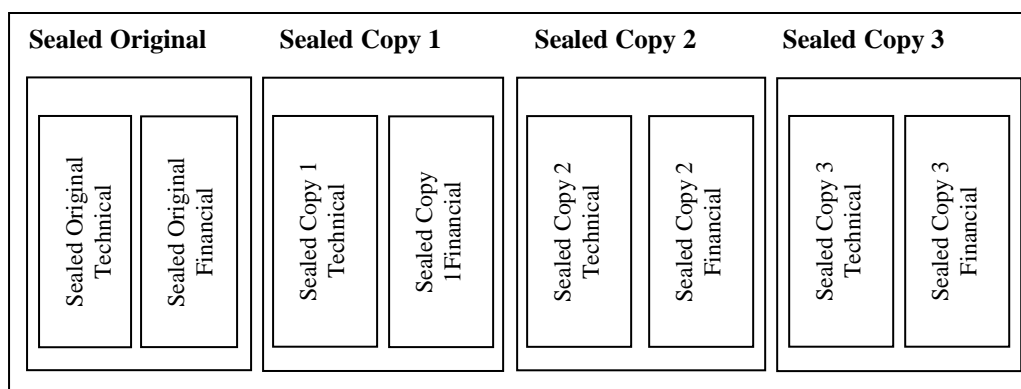 Sealed Original
Sealed Copy 1
Sealed Copy 2
Sealed Copy 3
Sealed Original
Technical
Sealed Original
Financial
Sealed Copy 1
Technical
Sealed Copy
1Financial
Sealed Copy 2
Technical
Sealed Copy 2
Financial
Sealed Copy 3
Technical
Sealed Copy 3
Financial